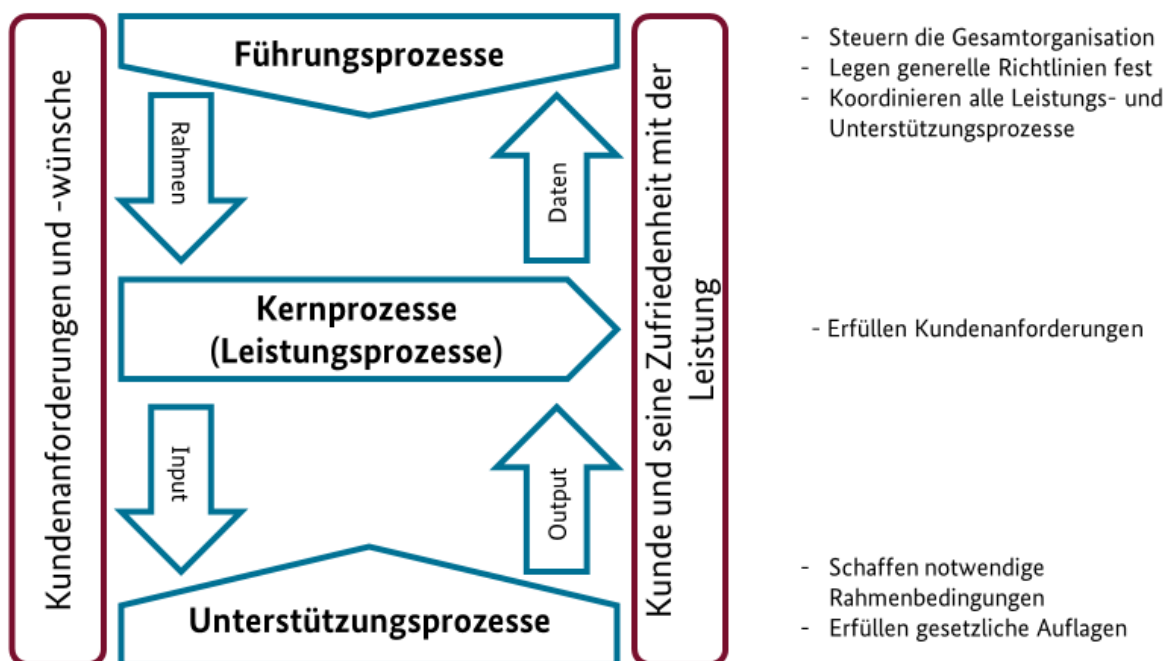 Kundenanforderungen und -wünsche
Führungsprozesse
Rahmen
Daten
Kernprozesse
(Leistungsprozesse)
Input
Output
Unterstützungsprozesse
Kunde und seine Zufriedenheit mit der
Leistung
- Steuern die Gesamtorganisation
- Legen generelle Richtlinien fest
- Koordinieren alle Leistungs- und
Unterstützungsprozesse
- Erfüllen Kundenanforderungen
- Schaffen notwendige
Rahmenbedingungen
- Erfüllen gesetzliche Auflagen